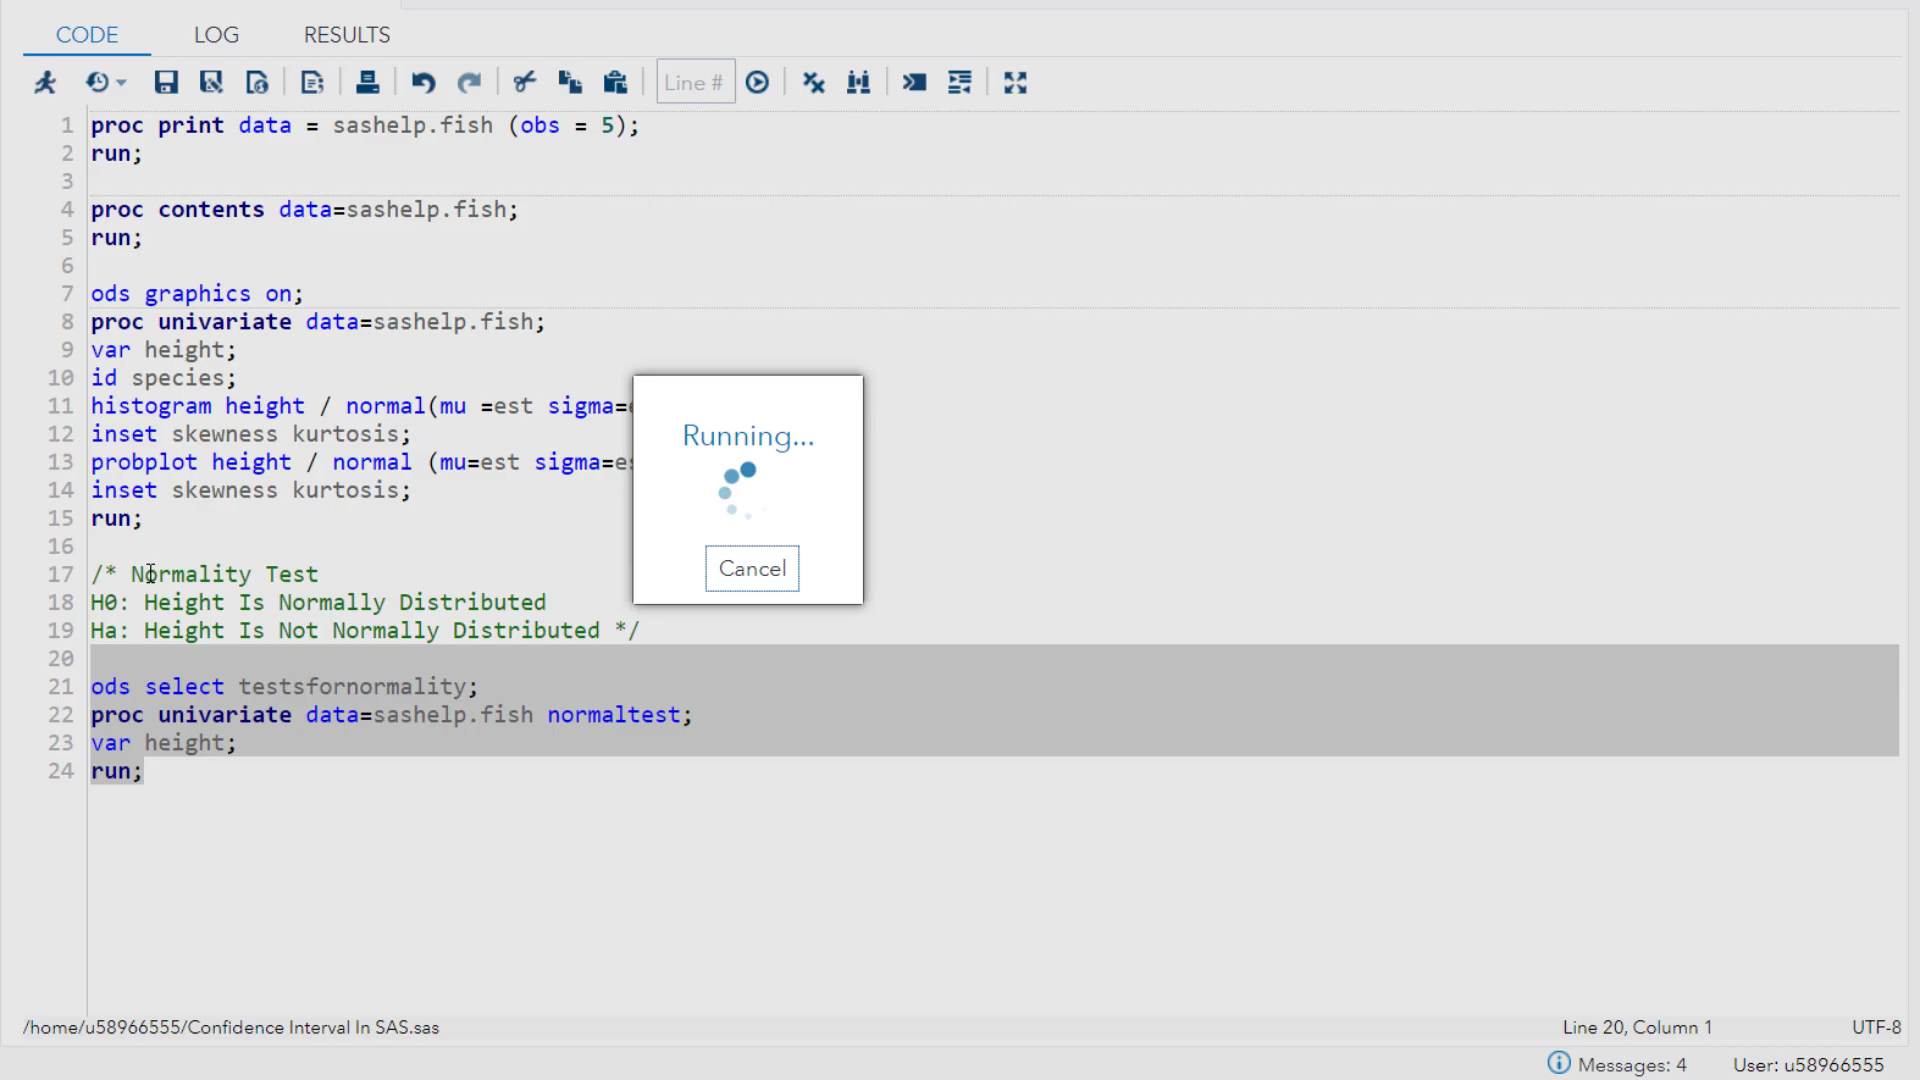 CODE LOG RESULTS
Line #
1 proc print data = sashelp.fish (obs = 5);
2 run;
3
4 proc contents data=sashelp.fish;
5 run;
6
7 ods graphics on;
8 proc univariate data=sashelp.fish;
9 var height;
10 id species;
11 histogram height / normal(mu =est sigma=
12 inset skewness kurtosis;
13 probplot height / normal (mu=est sigma=es
14 inset skewness kurtosis;
15 run;
16
17 /* Normality Test
18 H0: Height Is Normally Distributed
19 Ha: Height Is Not Normally Distributed */
20
21 ods select testsfornormality;
22 proc univariate data=sashelp.fish normaltest;
23 var height;
24 run;
Running...
Cancel
/home/u58966555/Confidence Interval In SAS.sas Line 20, Column 1 UTF-8
Messages: 4 User: u58966555